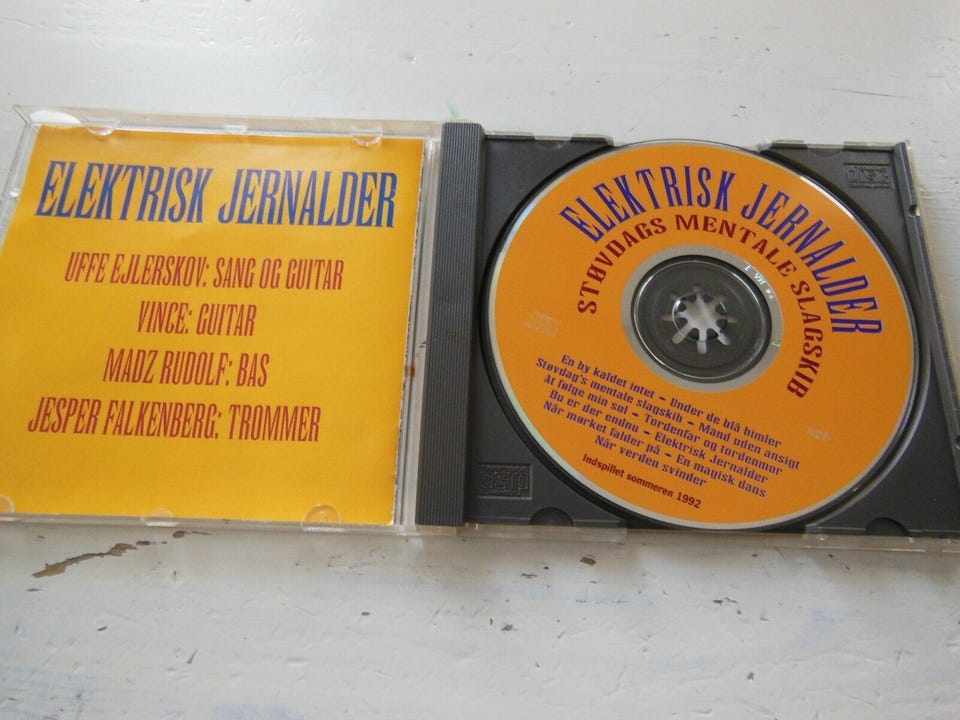 ELEKTRISK JERNALDER
UFFE EJLERSKOV: SANG OG GUITAR
VINCE: GUITAR
MADZ RUDOLF: BAS
JESPER FALKENBERG: TROMMER
ELEKTRISK JERNALDER
STØVDAGS MENTALE SLAGSKIB
En by kaldet intet – Under de blå himler
Støvdag's mentale slagskib – Mand uden ansigt
At følge min sol – Tordenfar og tordenmor
Du er der endnu – Elektrisk Jernalder
Når mørket falder på – En magisk dans
Når verden svinder
Indspillet sommeren 1992